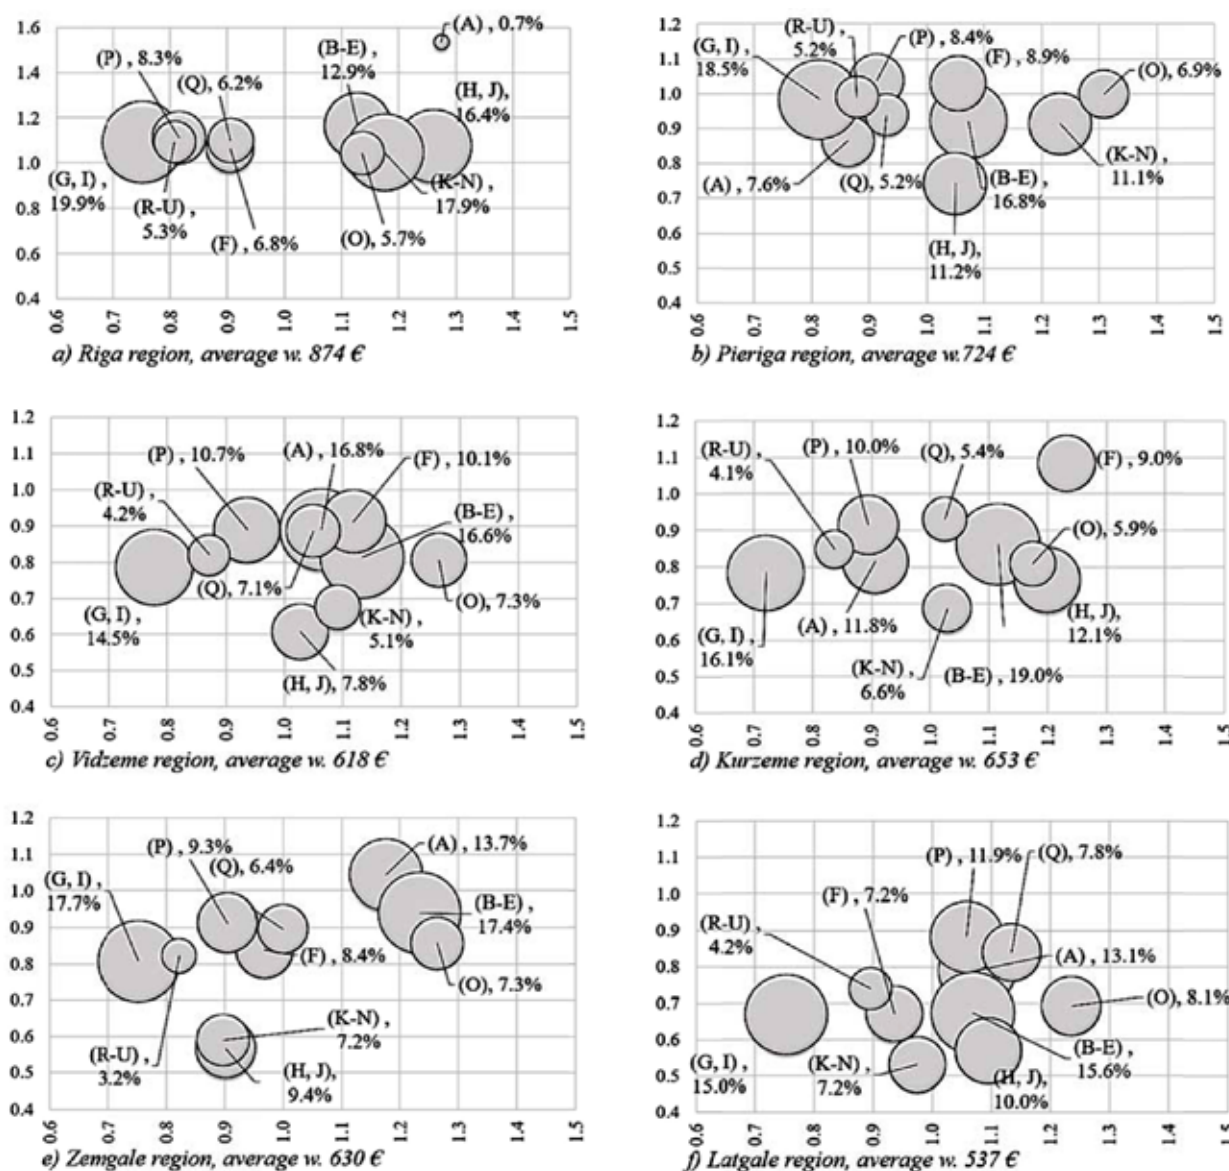 1.6
1.4
1.2
1.0
0.8
0.6
0.4
(P) , 8.3%
(Q), 6.2%
(B-E) ,
12.9%
(A) , 0.7%
(H, J),
16.4%
(G, I) ,
19.9%
(R-U) ,
5.3%
(F) , 6.8%
(O), 5.7%
(K-N) ,
17.9%
0.6 0.7 0.8 0.9 1.0 1.1 1.2 1.3 1.4 1.5
a) Riga region, average w. 874 €
1.2
1.1
1.0
0.9
0.8
0.7
0.6
0.5
0.4
(G, I) ,
18.5%
(R-U) ,
5.2%
(P) , 8.4%
(F) , 8.9%
(O) , 6.9%
(A) , 7.6%
(Q), 5.2%
(B-E) ,
16.8%
(K-N) ,
11.1%
(H, J),
11.2%
0.6 0.7 0.8 0.9 1.0 1.1 1.2 1.3 1.4 1.5
b) Pieriga region, average w.724 €
1.2
1.1
1.0
0.9
0.8
0.7
0.6
0.5
0.4
(P) , 10.7%
(A) , 16.8%
(F) , 10.1%
(R-U) ,
4.2%
(B-E) ,
16.6%
(G, I) ,
14.5%
(Q), 7.1%
(K-N) ,
5.1%
(O), 7.3%
(H, J), 7.8%
0.6 0.7 0.8 0.9 1.0 1.1 1.2 1.3 1.4 1.5
c) Vidzeme region, average w. 618 €
1.2
1.1
1.0
0.9
0.8
0.7
0.6
0.5
0.4
(R-U) ,
4.1%
(P) , 10.0%
(Q), 5.4%
(F) , 9.0%
(O), 5.9%
(G, I) ,
16.1%
(A) , 11.8%
(H, J),
12.1%
(K-N) ,
6.6%
(B-E) , 19.0%
0.6 0.7 0.8 0.9 1.0 1.1 1.2 1.3 1.4 1.5
d) Kurzeme region, average w. 653 €
1.2
1.1
1.0
0.9
0.8
0.7
0.6
0.5
0.4
(P) , 9.3%
(Q), 6.4%
(A) , 13.7%
(G, I) ,
17.7%
(B-E) ,
17.4%
(F) , 8.4%
(O), 7.3%
(R-U) ,
3.2%
(K-N) ,
7.2%
(H, J),
9.4%
0.6 0.7 0.8 0.9 1.0 1.1 1.2 1.3 1.4 1.5
e) Zemgale region, average w. 630 €
1.2
1.1
1.0
0.9
0.8
0.7
0.6
0.5
0.4
(P) , 11.9%
(Q), 7.8%
(F) , 7.2%
(R-U) ,
4.2%
(A) , 13.1%
(O) , 8.1%
(G, I) ,
15.0%
(K-N) ,
7.2%
(B-E) ,
15.6%
(H, J),
10.0%
0.6 0.7 0.8 0.9 1.0 1.1 1.2 1.3 1.4 1.5
f) Latgale region, average w. 537 €